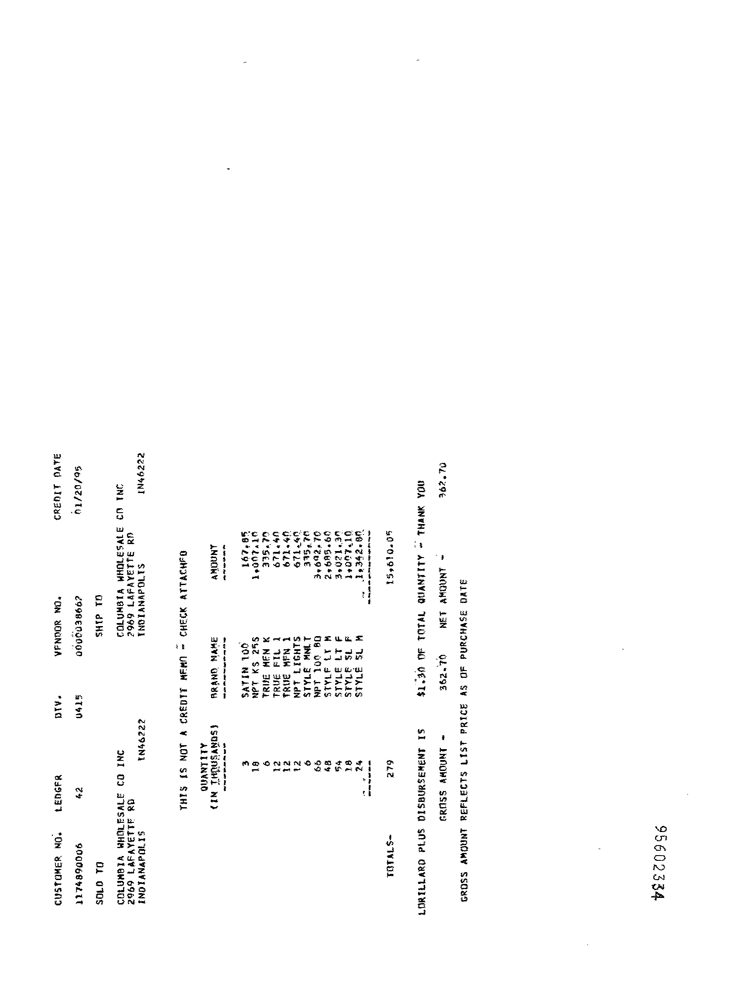 CUSTOMER NO. LEDGER DIV. VENDOR NO. CREDIT DATE
1174890006 42 0415 0000038662 01/20/95
SOLD TO SHIP TO
COLUMBIA WHOLESALE CO INC COLUMBIA WHOLESALE CO INC
2969 LAFAYETTE RD 2969 LAFAYETTE RD
INDIANAPOLIS IN46222 INDIANAPOLIS IN46222
THIS IS NOT A CREDIT MEMO - CHECK ATTACHED
QUANTITY
(IN THOUSANDS) BRAND NAME AMOUNT
-------- ---------- ------
3 SATIN 100 167.85
18 NPT KS 25S 1,007.10
6 TRUE MEN K 335.70
12 TRUE FIL 1 671.40
12 TRUE MEN 1 671.40
12 NPT LIGHTS 671.40
6 STYLE MNLT 335.70
66 NPT 100 BO 3,692.70
48 STYLE LT M 2,685.60
54 STYLE LT F 3,021.30
18 STYLE SL F 1,007.10
24 STYLE SL M 1,342.80
------ ------------
TOTALS- 279 15,610.05
LORILLARD PLUS DISBURSEMENT IS $1.30 OF TOTAL QUANTITY - THANK YOU
GROSS AMOUNT - 362.70 NET AMOUNT - 362.70
GROSS AMOUNT REFLECTS LIST PRICE AS OF PURCHASE DATE
95602334